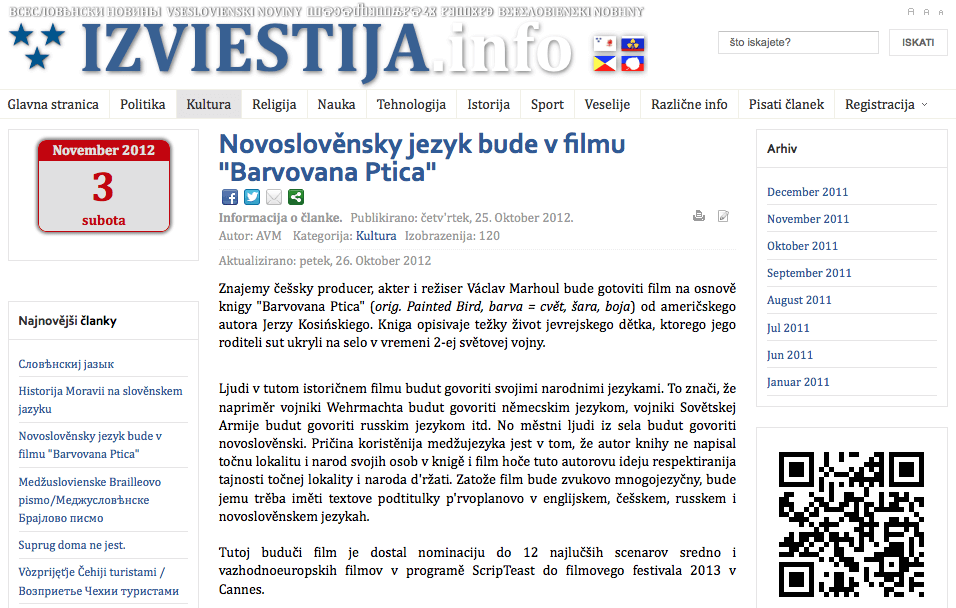 ВСЕСЛОВЬНСКИ НОВИНЫ VSESLOVIENSKI NOVINY ВСЕСЛОВІЕНСКІ НОВІНУ
IZVIESTIJA.info
što iskajete?
ISKATI
A A A
Glavna stranica Politika Kultura Religija Nauka Tehnologija Istorija Sport Veselije Različne info Pisati članek Registracija
November 2012
3
subota
Najnovějši članky
Словѣнскиј јазык
Historija Moravii na slověnskem
jazyku
Novoslověnsky jezyk bude v
filmu "Barvovana Ptica"
Medžuslovienske Brailleovo
pismo/Меджусловѣнске
Брајлово писмо
Suprug doma ne jest.
Vòzprijęťje Čehiji turistami /
Возприетье Чехии туристами
Novoslověnsky jezyk bude v filmu
"Barvovana Ptica"
Informacija o članke. Publikirano: četv'rtek, 25. Oktober 2012.
Autor: AVM Kategorija: Kultura Izobrazenija: 120
Aktualizirano: petek, 26. Oktober 2012
Znajemy češsky producer, akter i režiser Václav Marhoul bude gotoviti film na osnově
knigy "Barvovana Ptica" (orig. Painted Bird, barva = cvět, šara, boja) od američskego
autora Jerzy Kosińskiego. Kniga opisivaje težky život jevrejskego dětka, ktorego jego
roditeli sut ukryli na selo v vremeni 2-ej světovej vojny.
Ljudi v tutom istoričnem filmu budut govoriti svojimi narodnimi jezykami. To znači, že
napriměr vojniki Wehrmachta budut govoriti německim jezykom, vojniki Sovětskej
Armije budut govoriti russkim jezykom itd. No městni ljudi iz sela budut govoriti
novoslověnski. Pričina koristěnija medžujezyka jest v tom, že autor knihy ne napisal
točnu lokalitu i narod svojih osob v knigě i film hoče tuto autorovu ideju respektiranija
tajnosti točnej lokality i naroda d'ržati. Zatože film bude zvukovo mnogojezyčny, bude
jemu trěba iměti textove podtitulky p'rvoplanovo v englijskem, češskem, russkem i
novoslověnskem jezykah.
Tutoj buduči film je dostal nominaciju do 12 najlučših scenarov sredno i
vazhodnoeuropskih filmov v programě ScripTeast do filmovego festivala 2013 v
Cannes.
Arhiv
December 2011
November 2011
Oktober 2011
September 2011
August 2011
Jul 2011
Jun 2011
Januar 2011